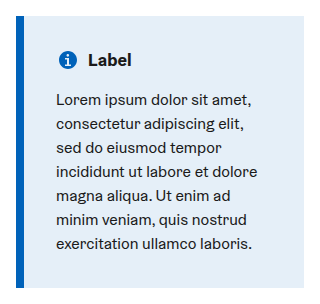 Label
Lorem ipsum dolor sit amet,
consectetur adipiscing elit,
sed do eiusmod tempor
incididunt ut labore et dolore
magna aliqua. Ut enim ad
minim veniam, quis nostrud
exercitation ullamco laboris.